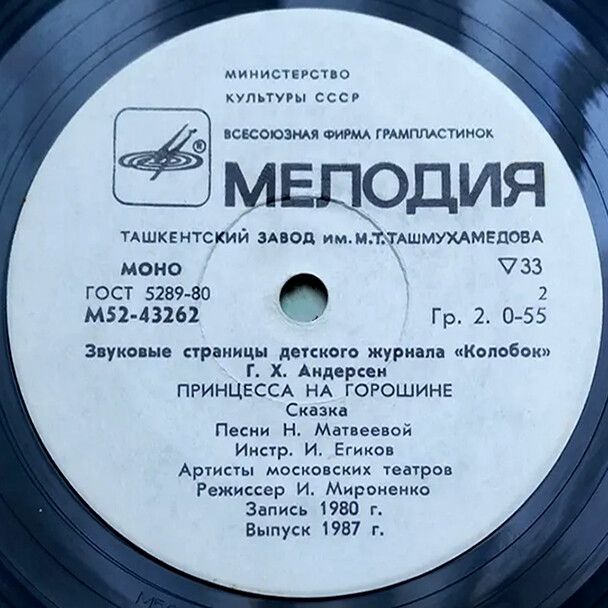 МИНИСТЕРСТВО
КУЛЬТУРЫ СССР
ВСЕСОЮЗНАЯ ФИРМА ГРАМПЛАСТИНОК
®
МЕЛОДИЯ
ТАШКЕНТСКИЙ ЗАВОД им. М.Т.ТАШМУХАМЕДОВА
МОНО ▽33
ГОСТ 5289-80 2
М52-43262 Гр. 2. 0-55
Звуковые страницы детского журнала «Колобок»
Г. Х. Андерсен
ПРИНЦЕССА НА ГОРОШИНЕ
Сказка
Песни Н. Матвеевой
Инстр. И. Егиков
Артисты московских театров
Режиссер И. Мироненко
Запись 1980 г.
Выпуск 1987 г.